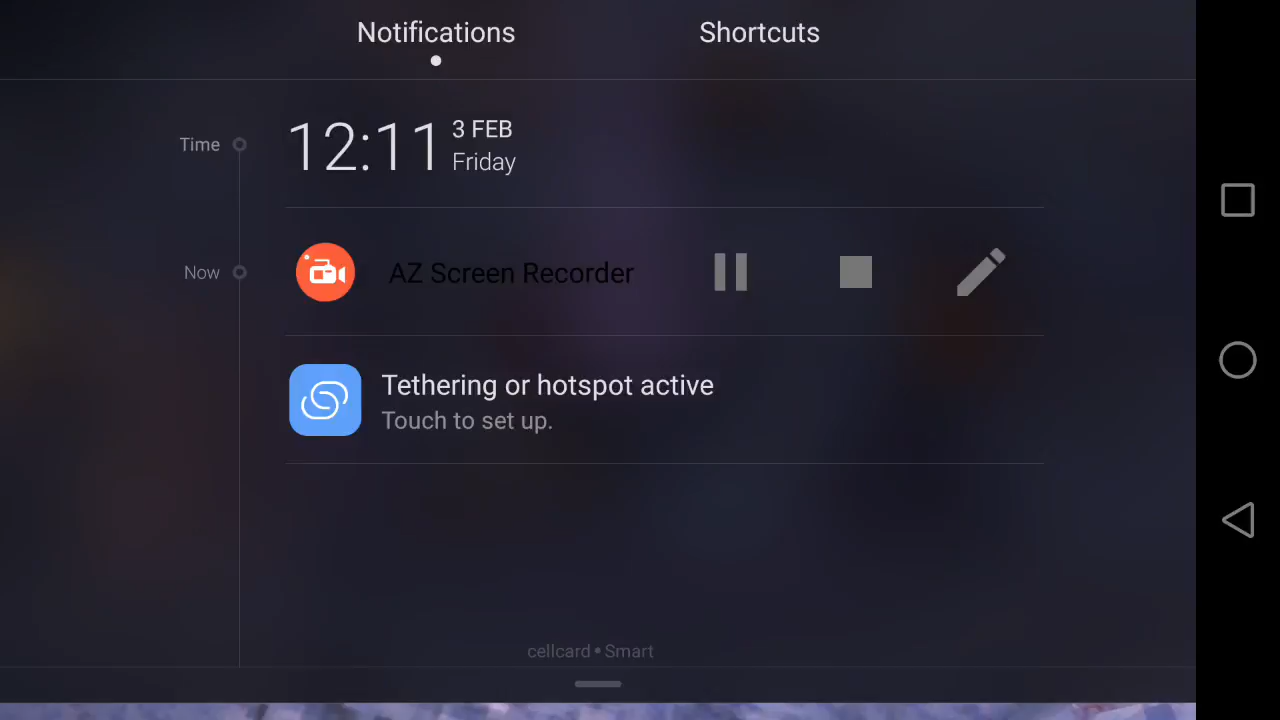 Notifications
Shortcuts
Time
12:11
3 FEB
Friday
Now
AZ Screen Recorder
Tethering or hotspot active
Touch to set up.
cellcard • Smart